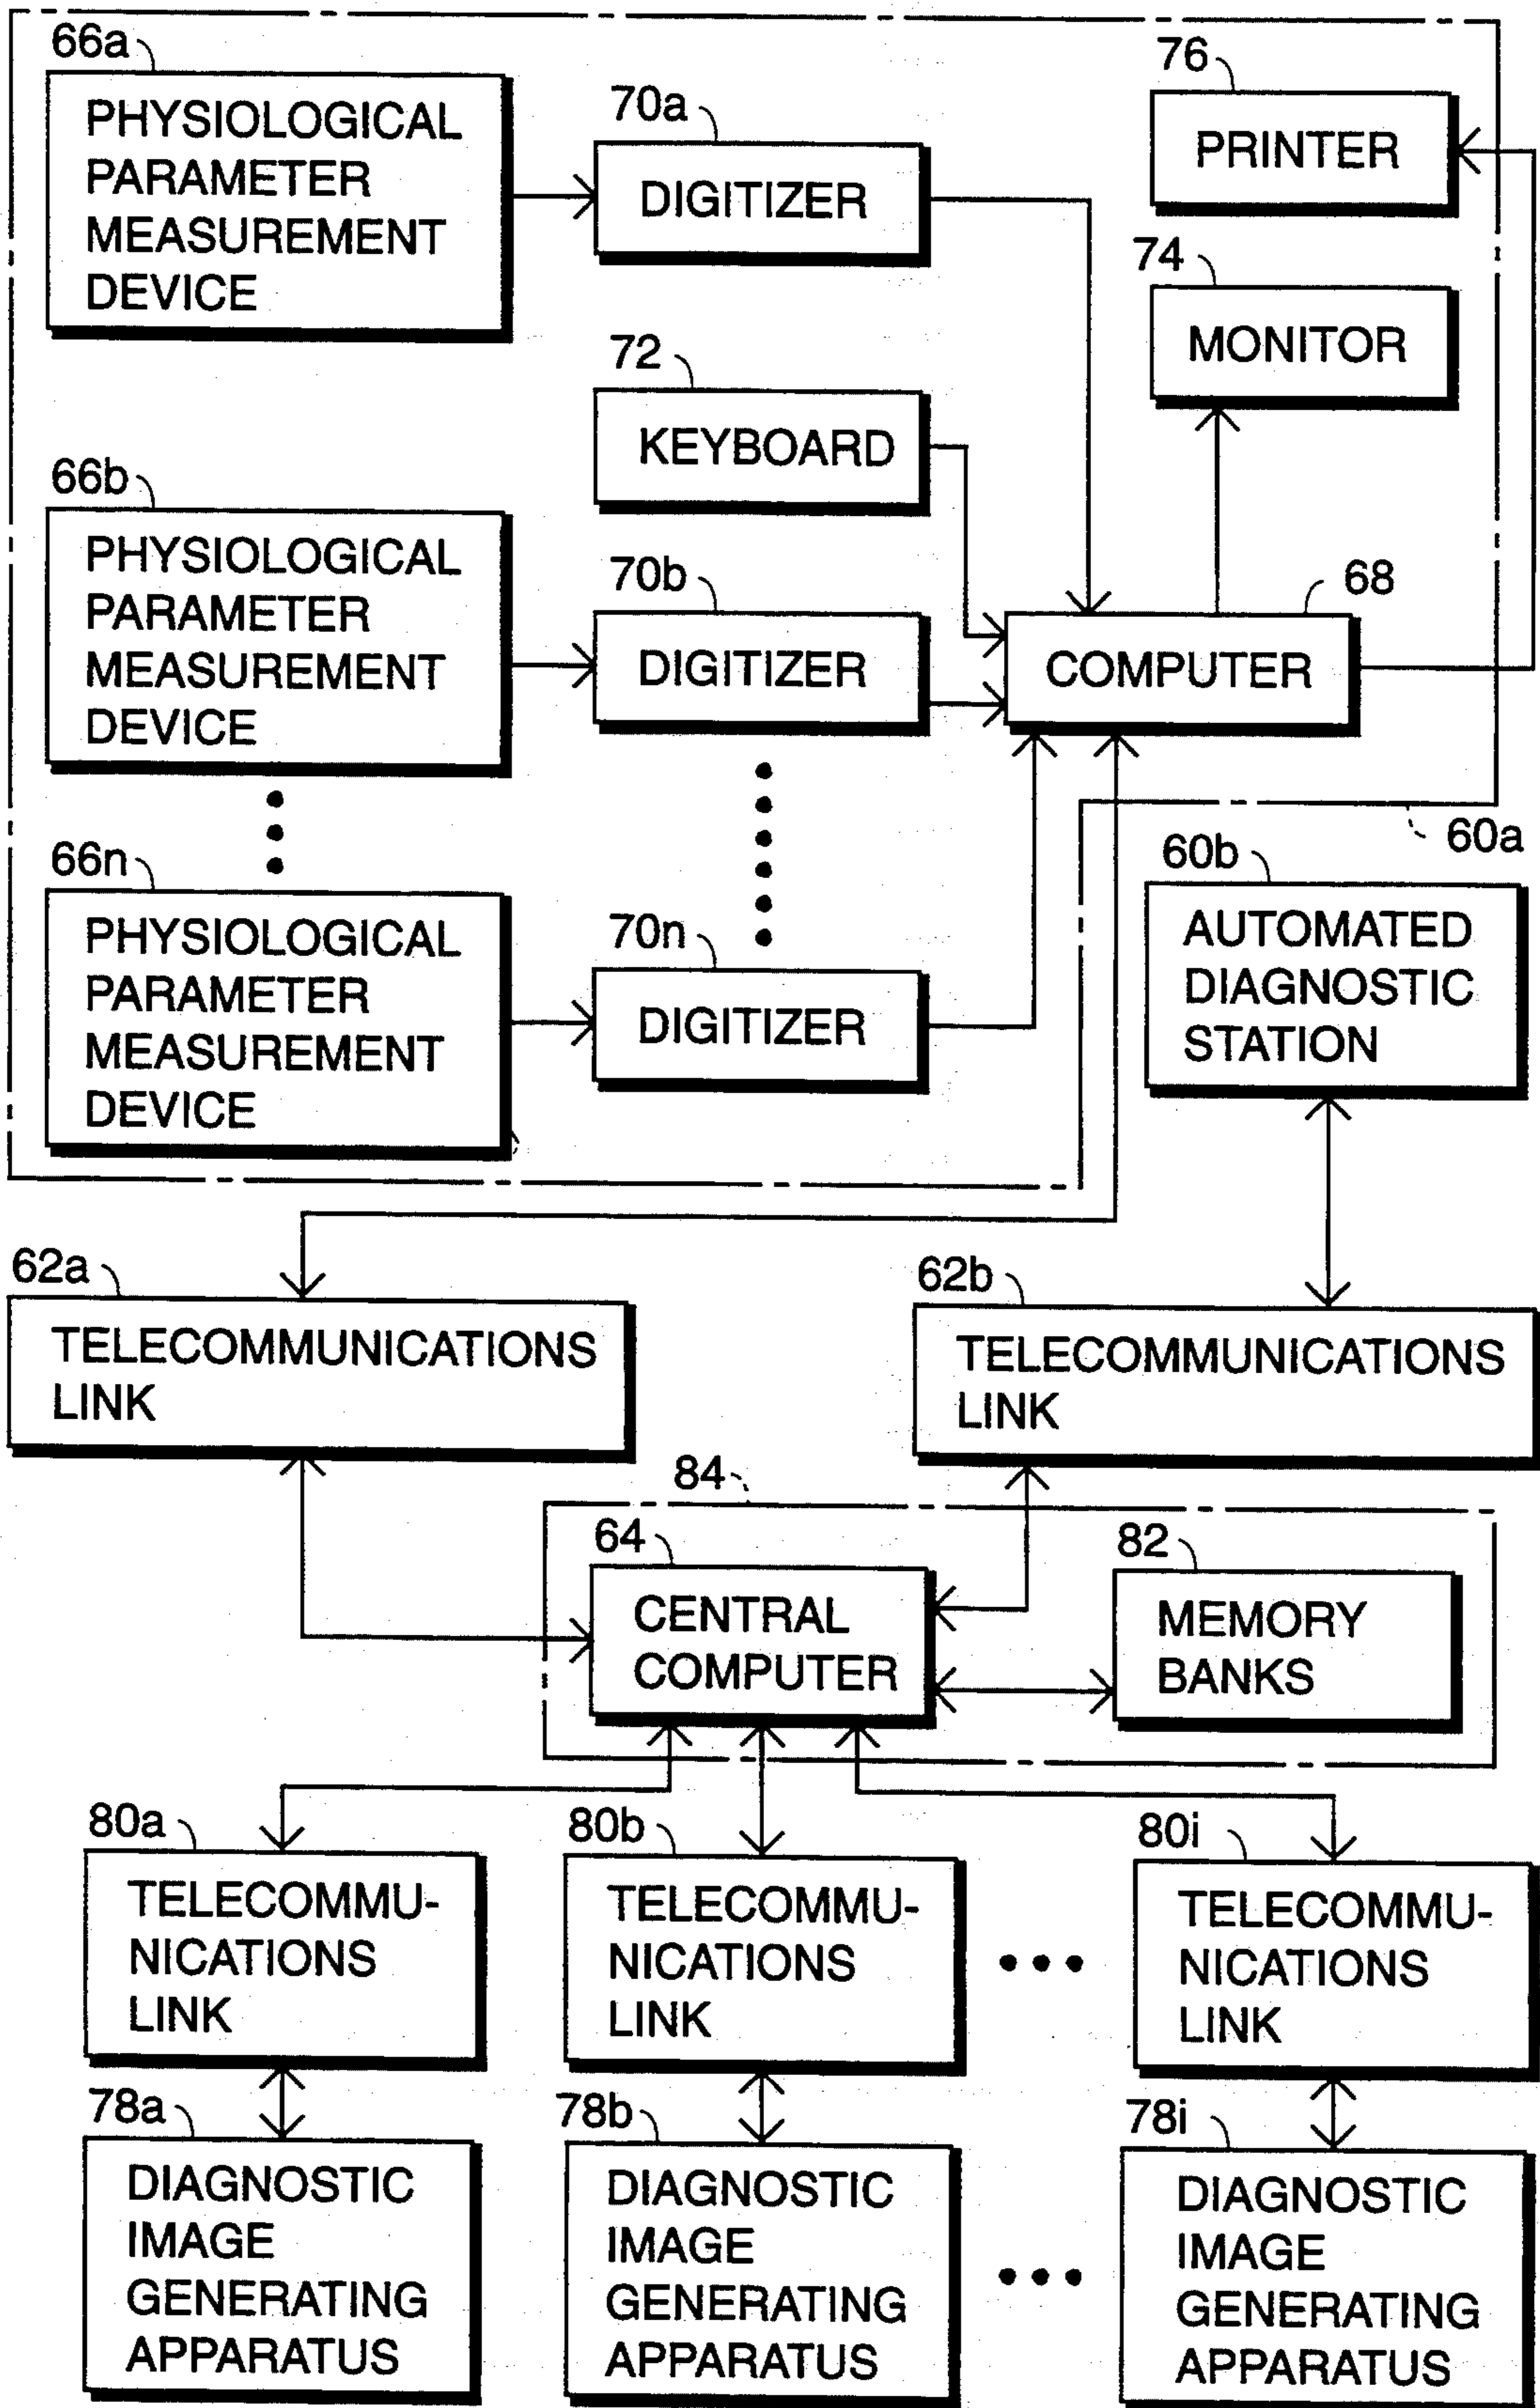 66a
PHYSIOLOGICAL
PARAMETER
MEASUREMENT
DEVICE
70a
DIGITIZER
76
PRINTER
74
MONITOR
72
KEYBOARD
66b
PHYSIOLOGICAL
PARAMETER
MEASUREMENT
DEVICE
70b
DIGITIZER
68
COMPUTER
60a
66n
PHYSIOLOGICAL
PARAMETER
MEASUREMENT
DEVICE
70n
DIGITIZER
60b
AUTOMATED
DIAGNOSTIC
STATION
62a
TELECOMMUNICATIONS
LINK
62b
TELECOMMUNICATIONS
LINK
84
64
CENTRAL
COMPUTER
82
MEMORY
BANKS
80a
TELECOMMU-
NICATIONS
LINK
80b
TELECOMMU-
NICATIONS
LINK
80i
TELECOMMU-
NICATIONS
LINK
78a
DIAGNOSTIC
IMAGE
GENERATING
APPARATUS
78b
DIAGNOSTIC
IMAGE
GENERATING
APPARATUS
78i
DIAGNOSTIC
IMAGE
GENERATING
APPARATUS